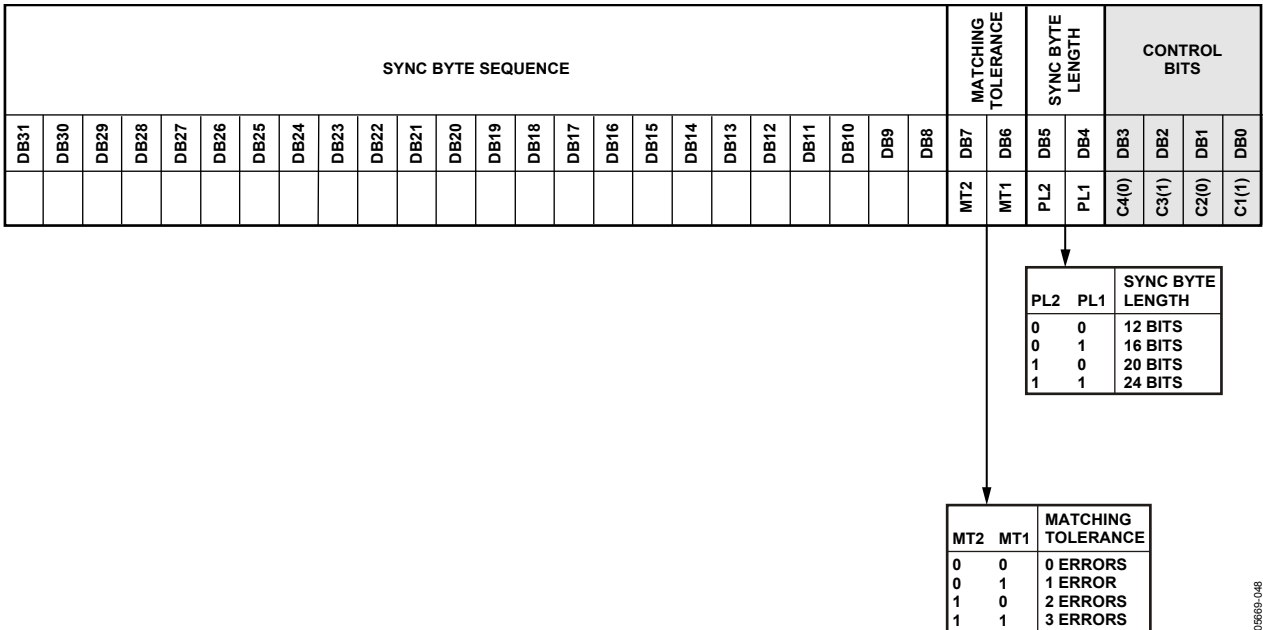 SYNC BYTE SEQUENCE
MATCHING
TOLERANCE
SYNC BYTE
LENGTH
CONTROL
BITS
DB31 DB30 DB29 DB28 DB27 DB26 DB25 DB24 DB23 DB22 DB21 DB20 DB19 DB18 DB17 DB16 DB15 DB14 DB13 DB12 DB11 DB10 DB9 DB8 DB7 DB6 DB5 DB4 DB3 DB2 DB1 DB0
MT2 MT1 PL2 PL1 C4(0) C3(1) C2(0) C1(1)
PL2 PL1 SYNC BYTE
LENGTH
0 0 12 BITS
0 1 16 BITS
1 0 20 BITS
1 1 24 BITS
MT2 MT1 MATCHING
TOLERANCE
0 0 0 ERRORS
0 1 1 ERROR
1 0 2 ERRORS
1 1 3 ERRORS
05669-048